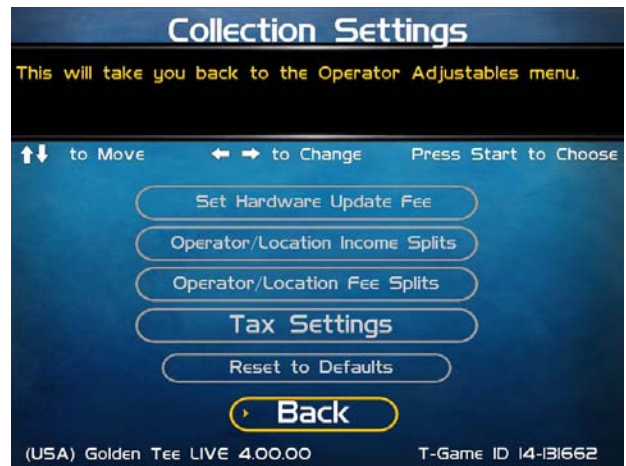 Collection Settings
This will take you back to the Operator Adjustables menu.
to Move to Change Press Start to Choose
Set Hardware Update Fee
Operator/Location Income Splits
Operator/Location Fee Splits
Tax Settings
Reset to Defaults
Back
(USA) Golden Tee LIVE 4.00.00 T-Game ID 14-131662